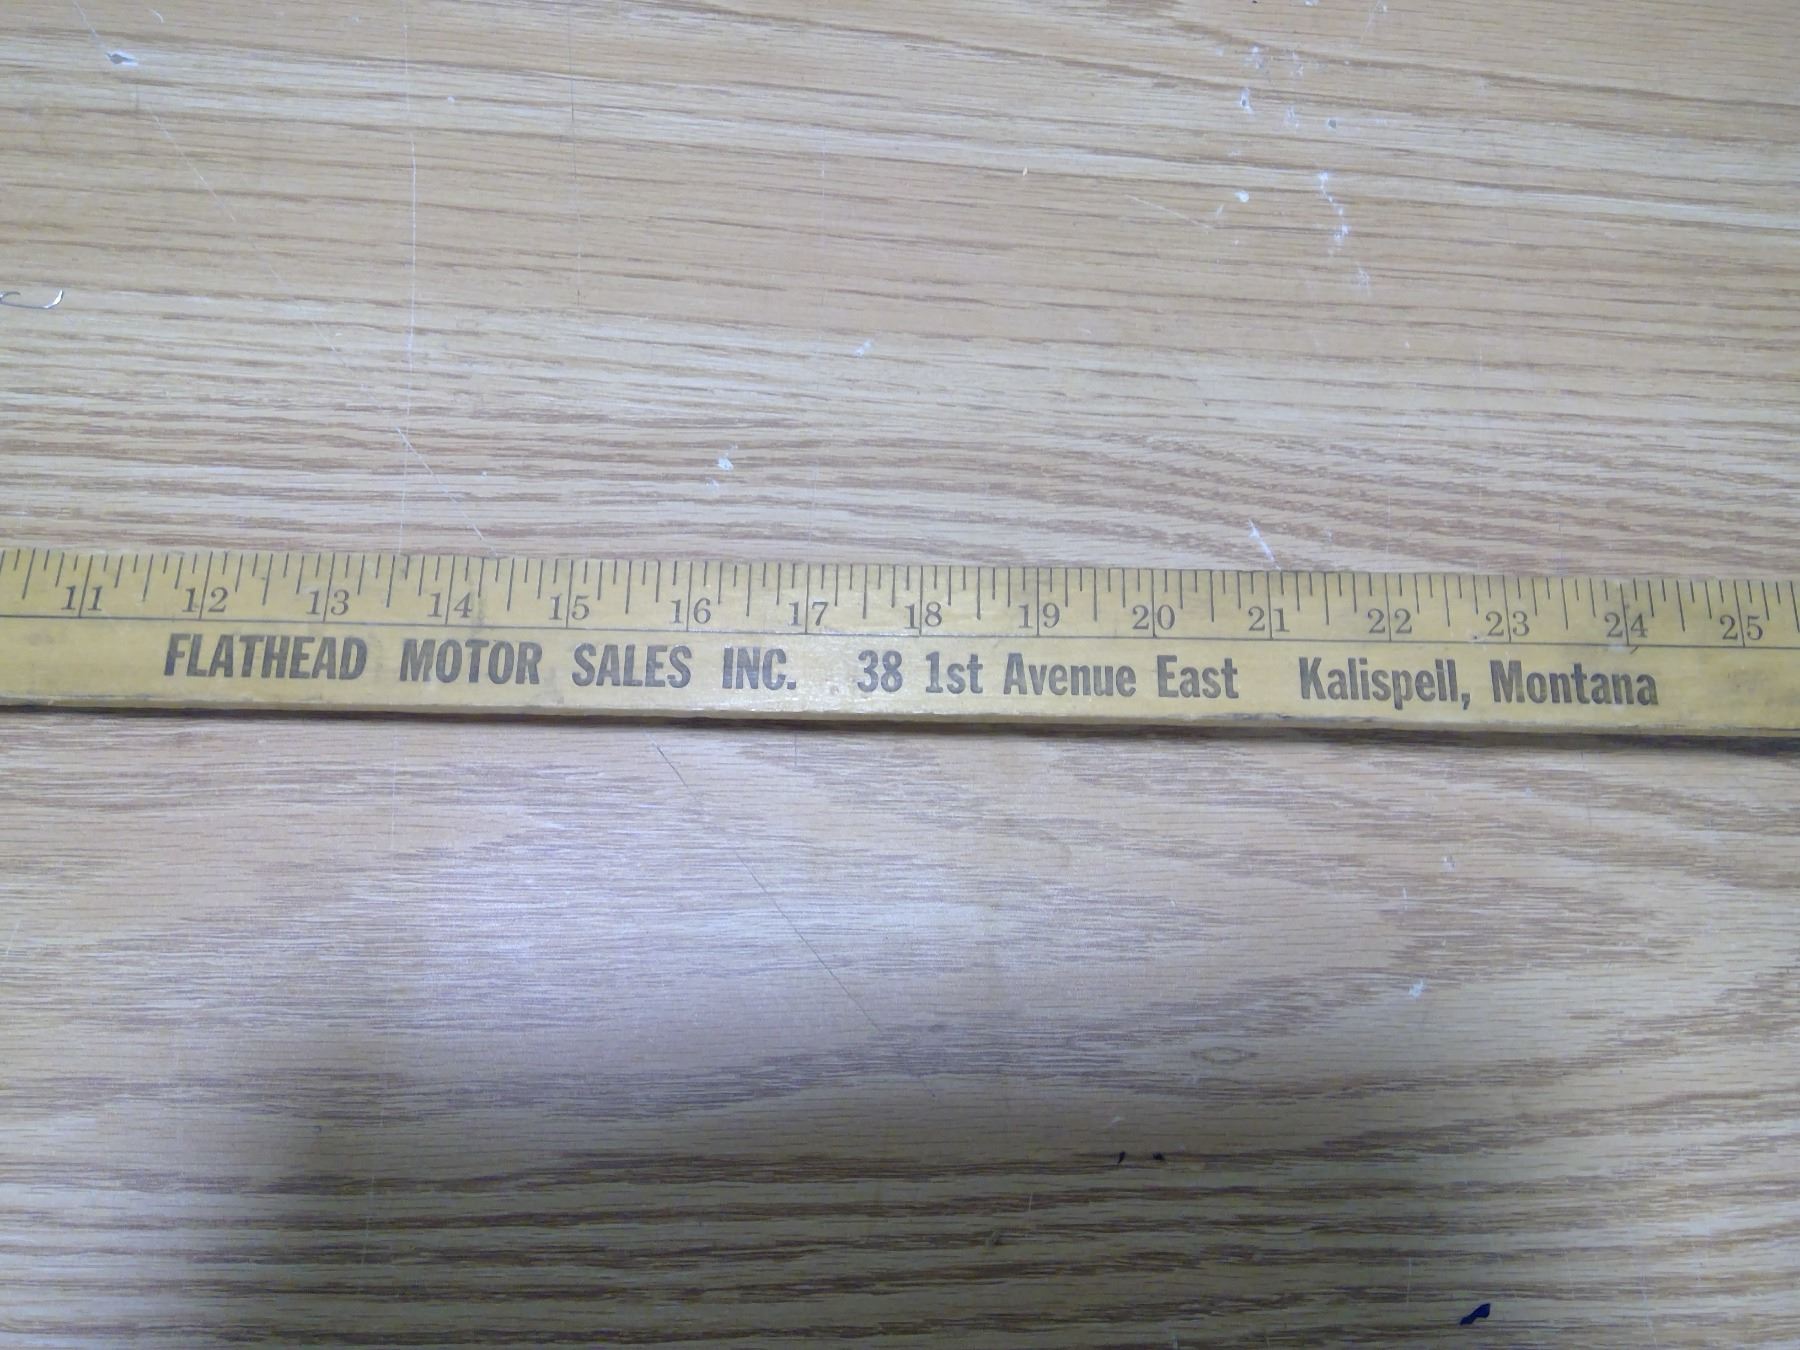 11 12 13 14 15 16 17 18 19 20 21 22 23 24 25
FLATHEAD MOTOR SALES INC. 38 1st Avenue East Kalispell, Montana